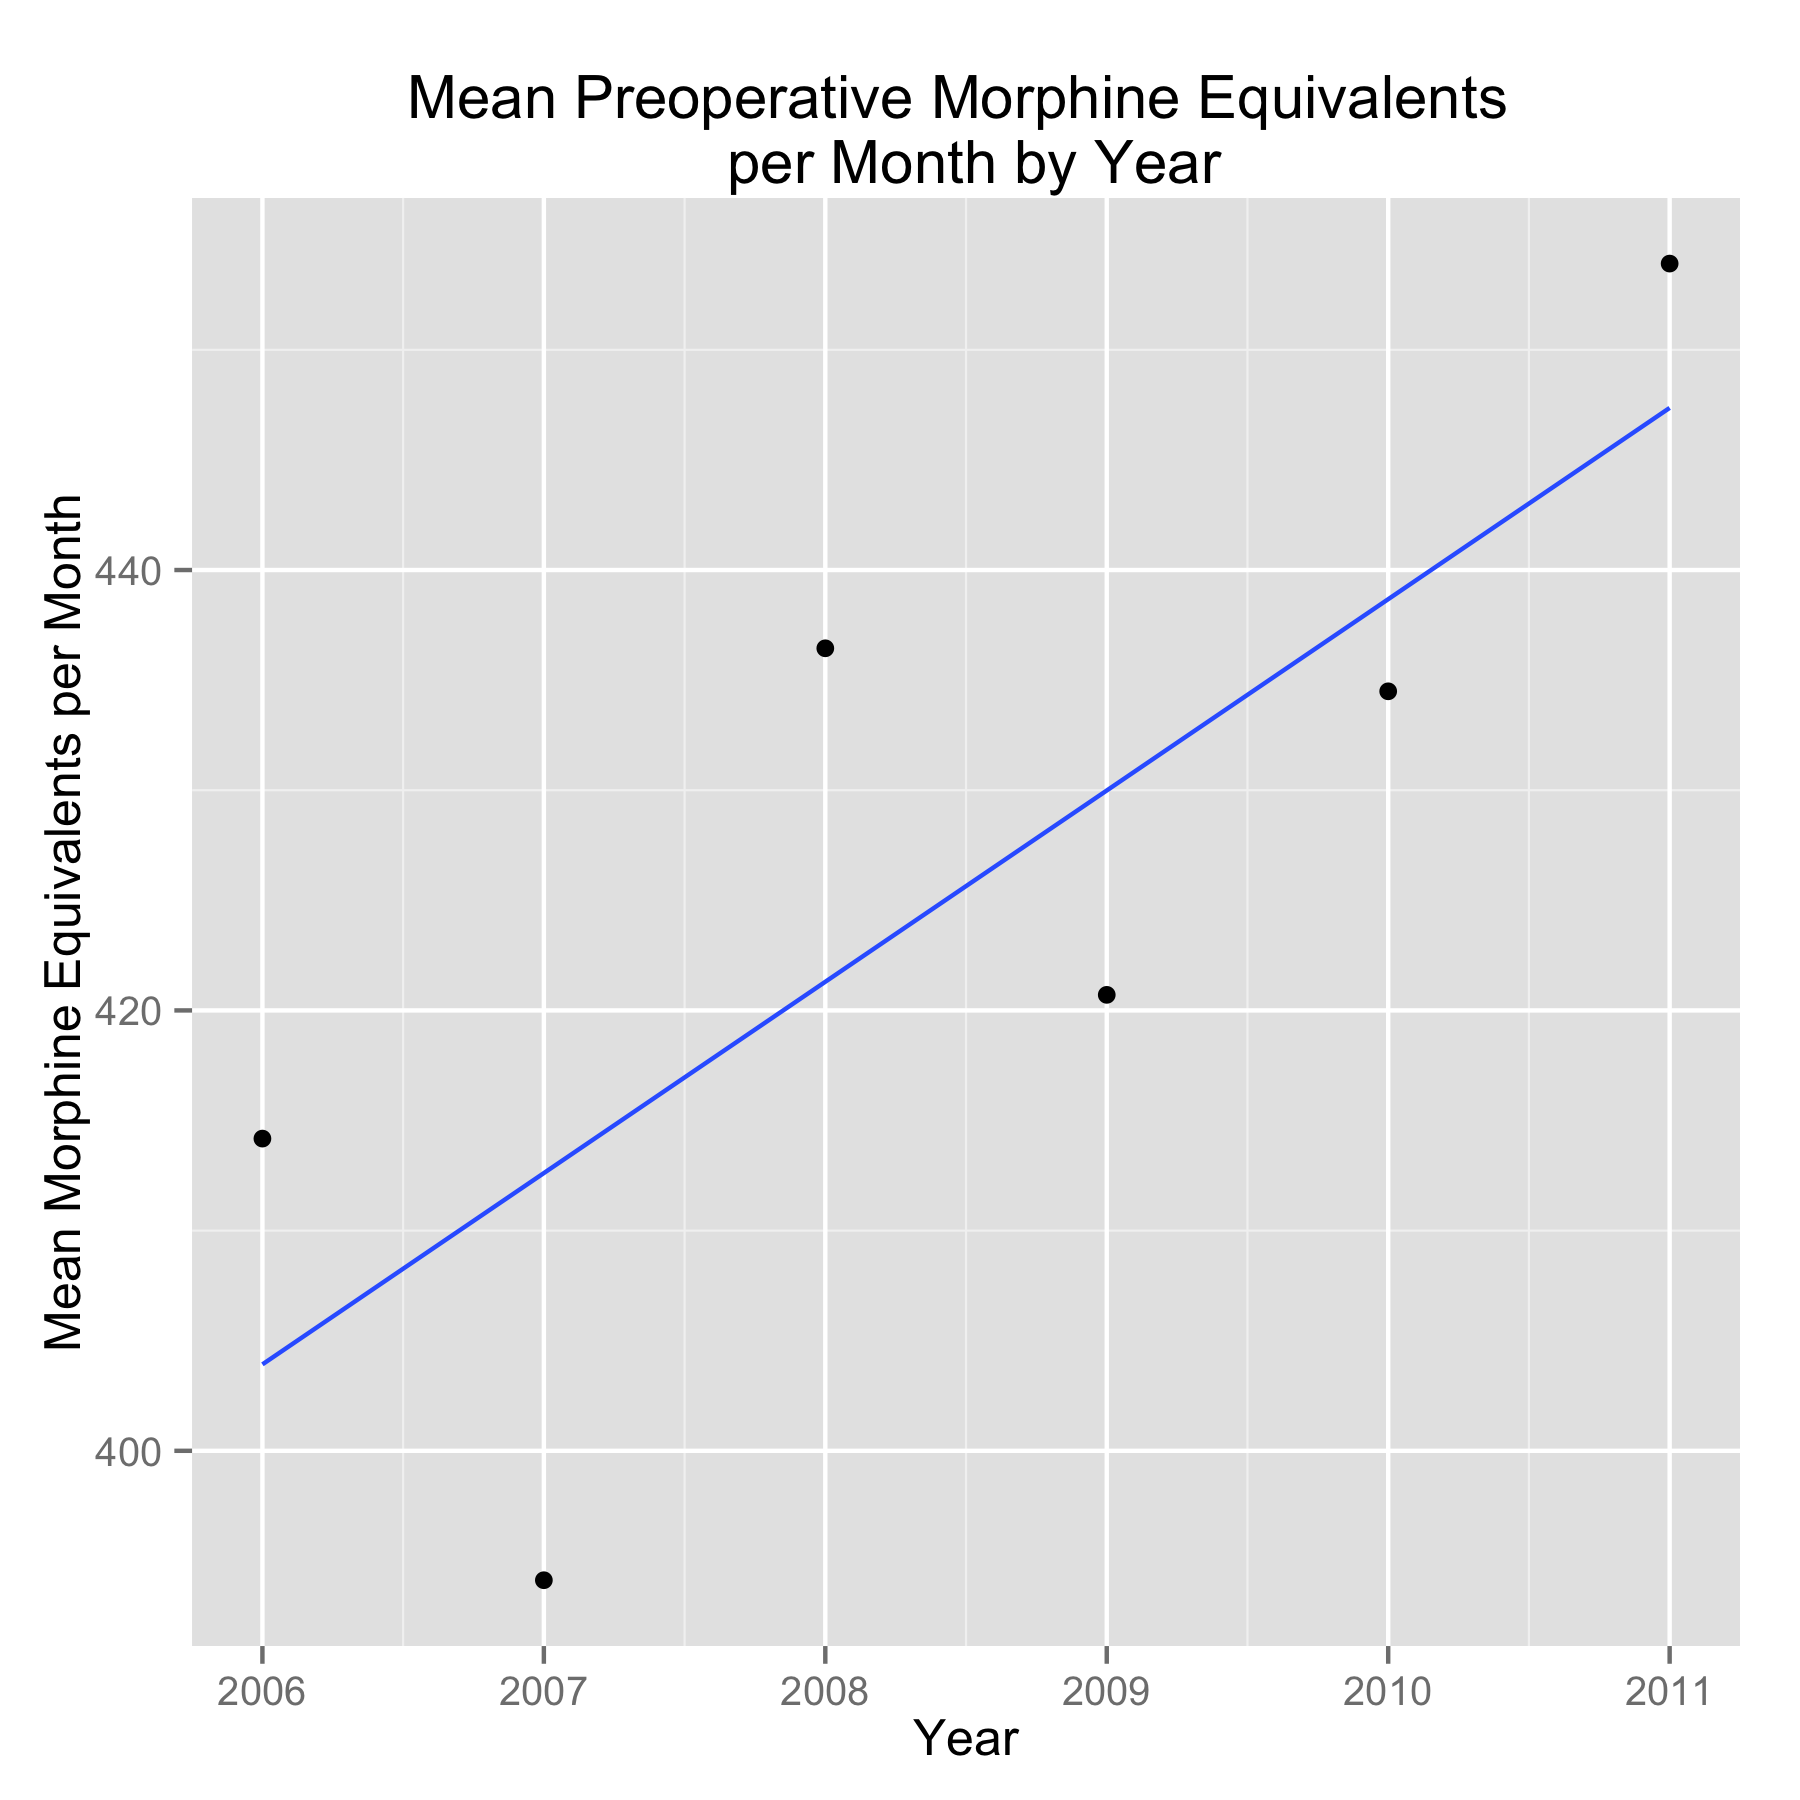 Mean Preoperative Morphine Equivalents
per Month by Year
Mean Morphine Equivalents per Month
440
420
400
2006 2007 2008 2009 2010 2011
Year